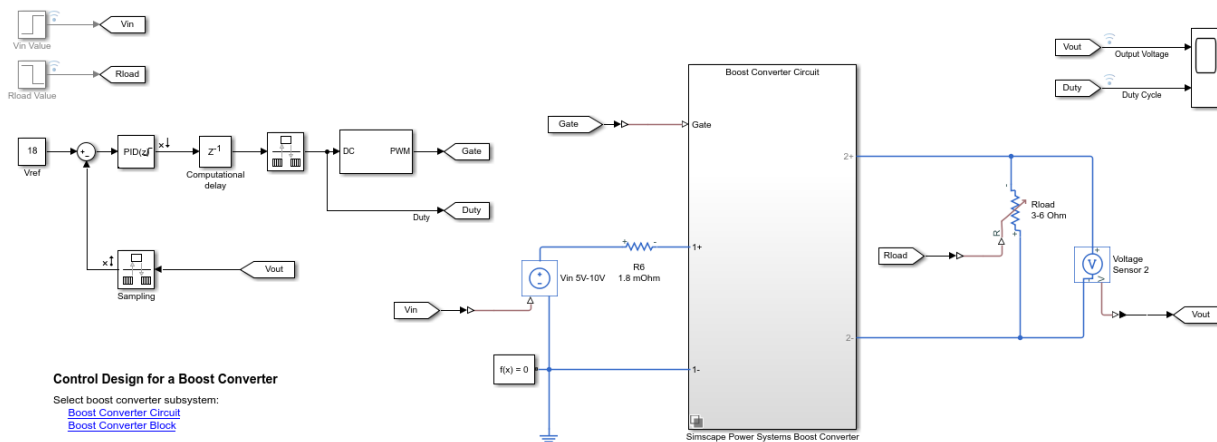 Vin
Vin Value
Rload
Rload Value
Vout
Output Voltage
Duty
Duty Cycle
Boost Converter Circuit
Gate
Gate
18
Vref
+
-
PID(z)
Z-1
Computational
delay
DC
PWM
Gate
Duty
Duty
Sampling
Vout
2+
-
Rload
3-6 Ohm
+
R
Rload
+
-
1+
R6
1.8 mOhm
Vin 5V-10V
Vin
+
V
V
Voltage
Sensor 2
Vout
2-
f(x) = 0
1-
Control Design for a Boost Converter
Select boost converter subsystem:
Boost Converter Circuit
Boost Converter Block
Simscape Power Systems Boost Converter